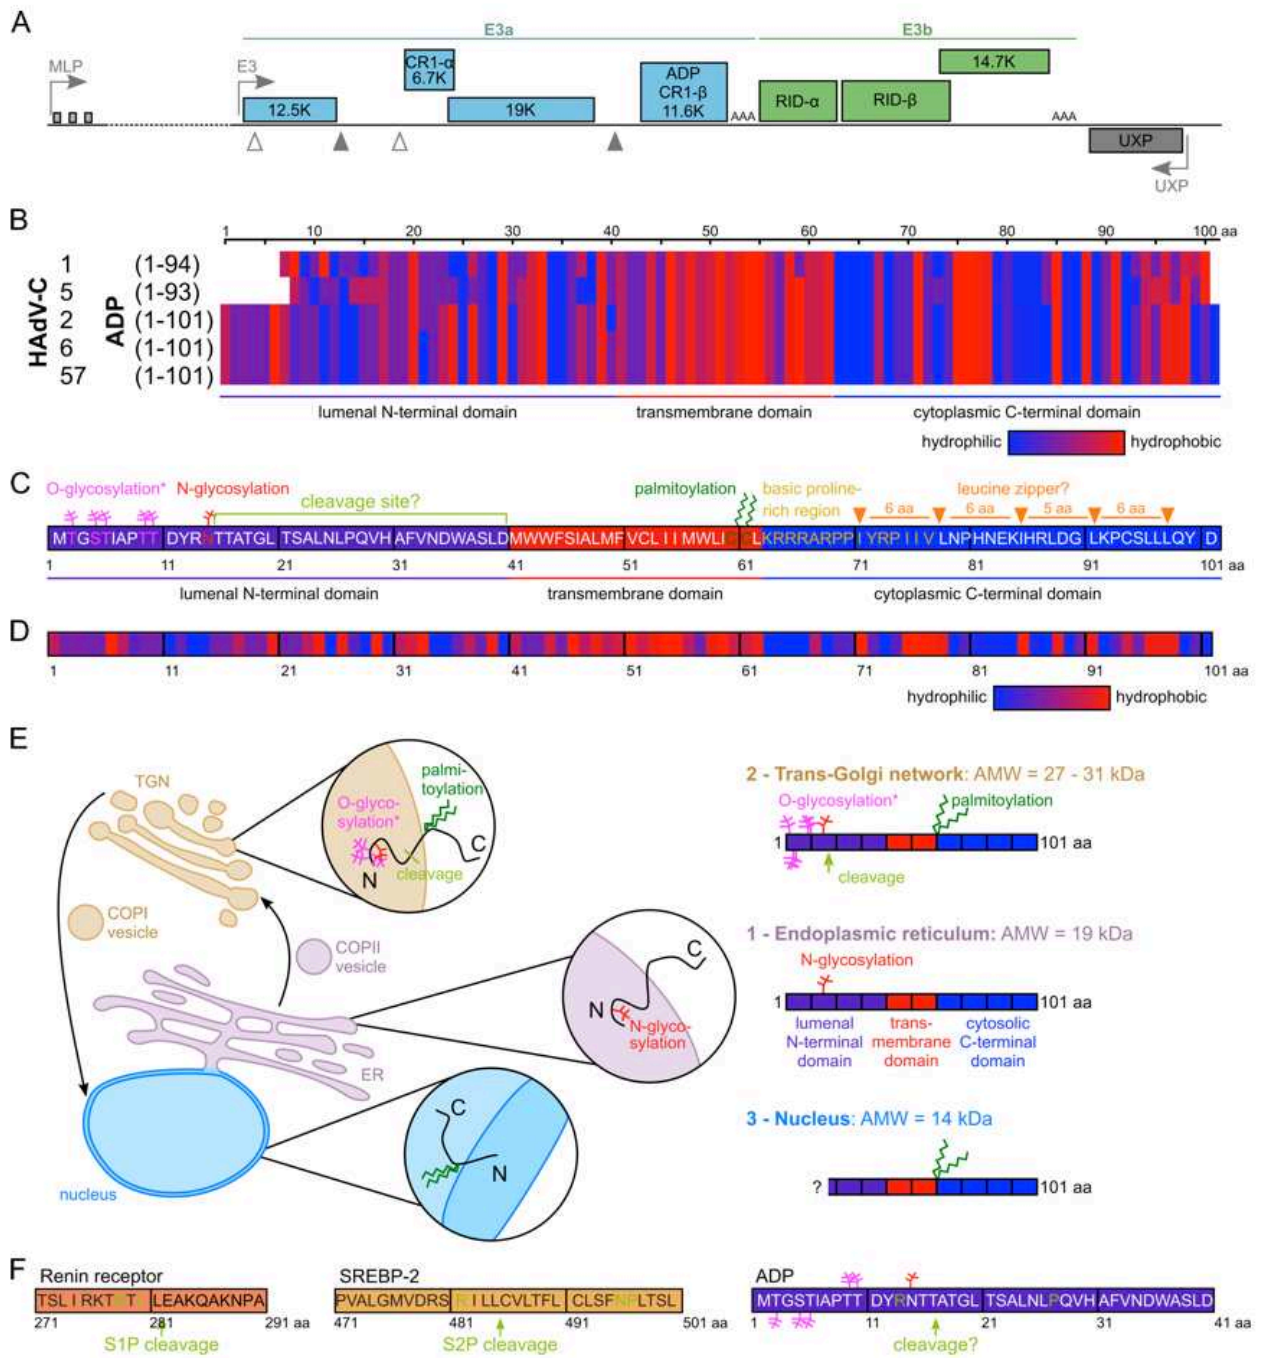 A
E3a
E3b
MLP
E3
CR1-α
6.7K
14.7K
ADP
CR1-β
11.6K
12.5K
19K
RID-α
RID-β
AAA
AAA
UXP
UXP
B
1 10 20 30 40 50 60 70 80 90 100 aa
HAdV-C
ADP
1 (1-94)
5 (1-93)
2 (1-101)
6 (1-101)
57 (1-101)
lumenal N-terminal domain transmembrane domain cytoplasmic C-terminal domain
hydrophilic hydrophobic
C
O-glycosylation* N-glycosylation
cleavage site?
palmitoylation
basic proline-
rich region
leucine zipper?
6 aa 6 aa 5 aa 6 aa
MTGSTIAPTT DYRNTTATGL TSALNLPQVH AFVNDWASLD MWWFSIALMF VCLIIMWLI L KRRRARPP IYRPIIV LNPHNEKIHRLDG LKPCSLLLQY D
1 11 21 31 41 51 61 71 81 91 101 aa
lumenal N-terminal domain transmembrane domain cytoplasmic C-terminal domain
D
1 11 21 31 41 51 61 71 81 91 101 aa
hydrophilic hydrophobic
E
TGN
COPI
vesicle
COPII
vesicle
ER
nucleus
palmi-
toylation
O-glyco-
sylation*
C
N
cleavage
C
N
N-glyco-
sylation
C
N
2 - Trans-Golgi network: AMW = 27 - 31 kDa
O-glycosylation* palmitoylation
1 101 aa
cleavage
1 - Endoplasmic reticulum: AMW = 19 kDa
N-glycosylation
1 101 aa
lumenal
N-terminal
domain
trans-
membrane
domain
cytosolic
C-terminal
domain
3 - Nucleus: AMW = 14 kDa
? 101 aa
F
Renin receptor
TSLIRKT T LEAKQAKNPA
271 281 291 aa
S1P cleavage
SREBP-2
PVALGMVDRS RILLCVLTFL CLSFNPLTSL
471 481 491 501 aa
S2P cleavage
ADP
MTGSTIAPTT DYRNTTATGL TSALNLPQVH AFVNDWASLD
1 11 21 31 41 aa
cleavage?